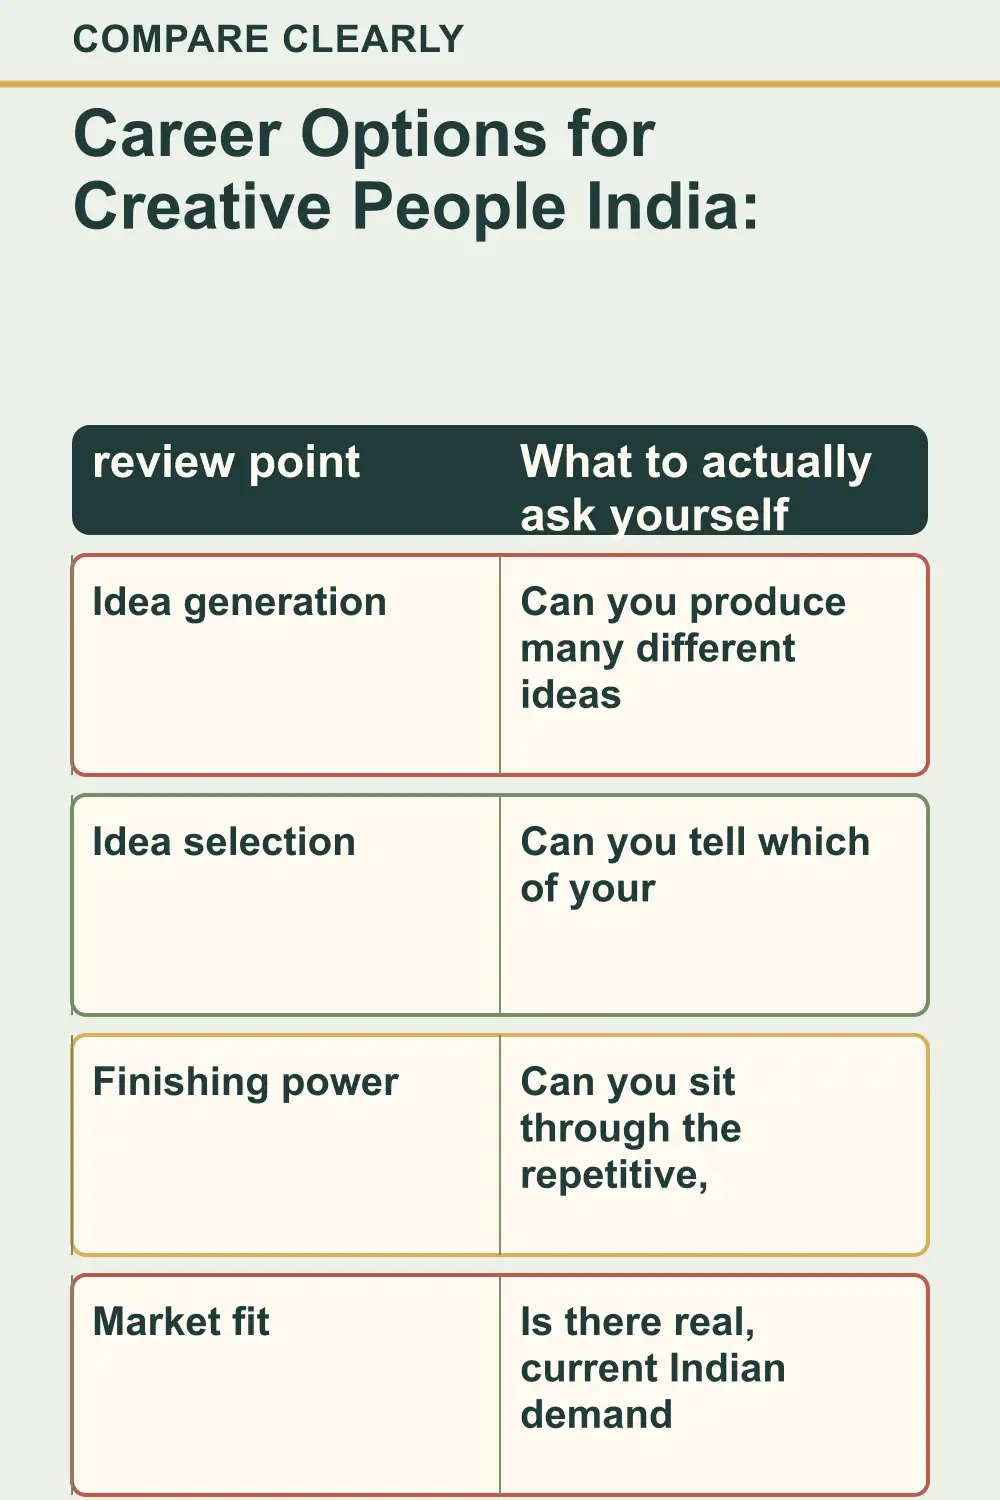 COMPARE CLEARLY
Career Options for
Creative People India:
review point
What to actually
ask yourself
Idea generation
Can you produce
many different
ideas
Idea selection
Can you tell which
of your
Finishing power
Can you sit
through the
repetitive,
Market fit
Is there real,
current Indian
demand